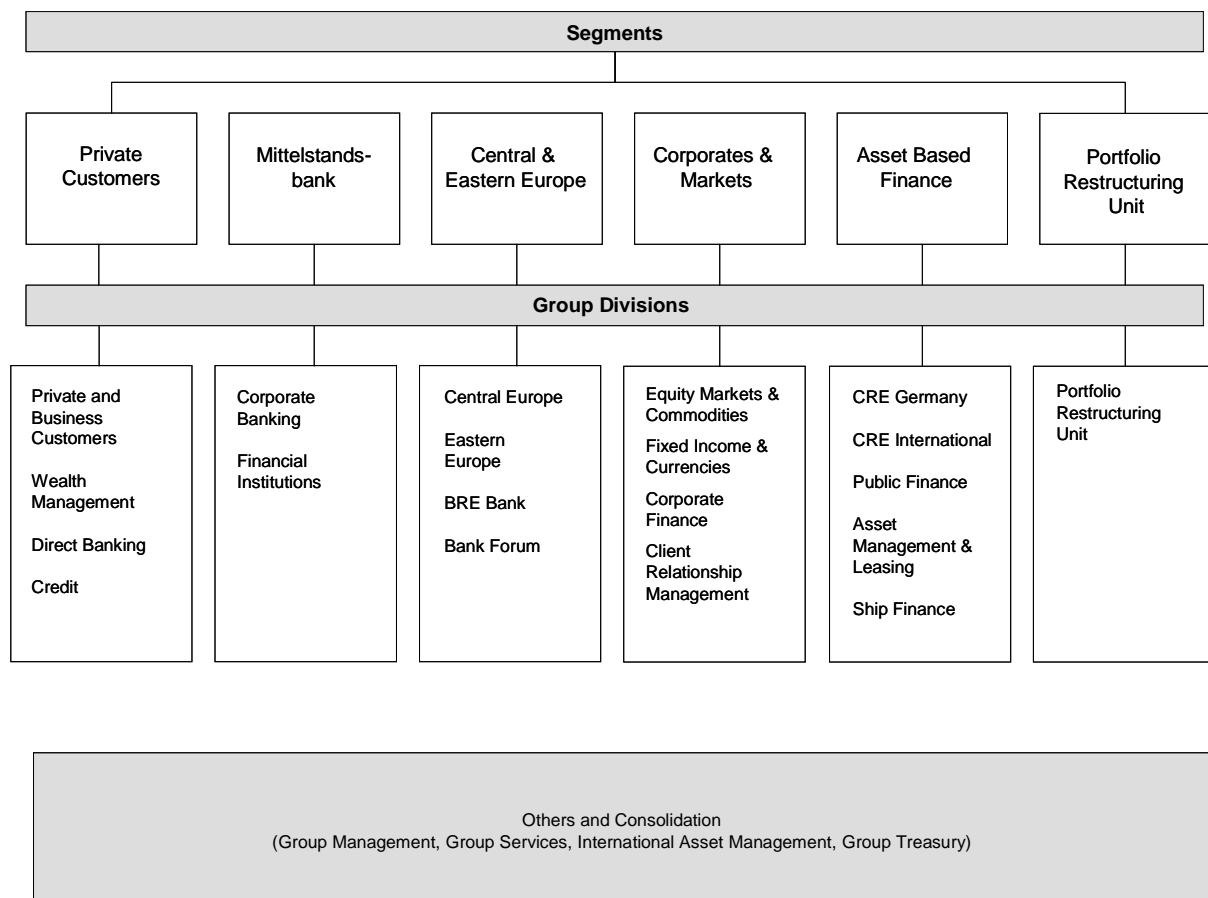 Segments
Private
Customers
Mittelstands-
bank
Central &
Eastern Europe
Corporates &
Markets
Asset Based
Finance
Portfolio
Restructuring
Unit
Group Divisions
Private and
Business
Customers
Wealth
Management
Direct Banking
Credit
Corporate
Banking
Financial
Institutions
Central Europe
Eastern
Europe
BRE Bank
Bank Forum
Equity Markets &
Commodities
Fixed Income &
Currencies
Corporate
Finance
Client
Relationship
Management
CRE Germany
CRE International
Public Finance
Asset
Management &
Leasing
Ship Finance
Portfolio
Restructuring
Unit
Others and Consolidation
(Group Management, Group Services, International Asset Management, Group Treasury)